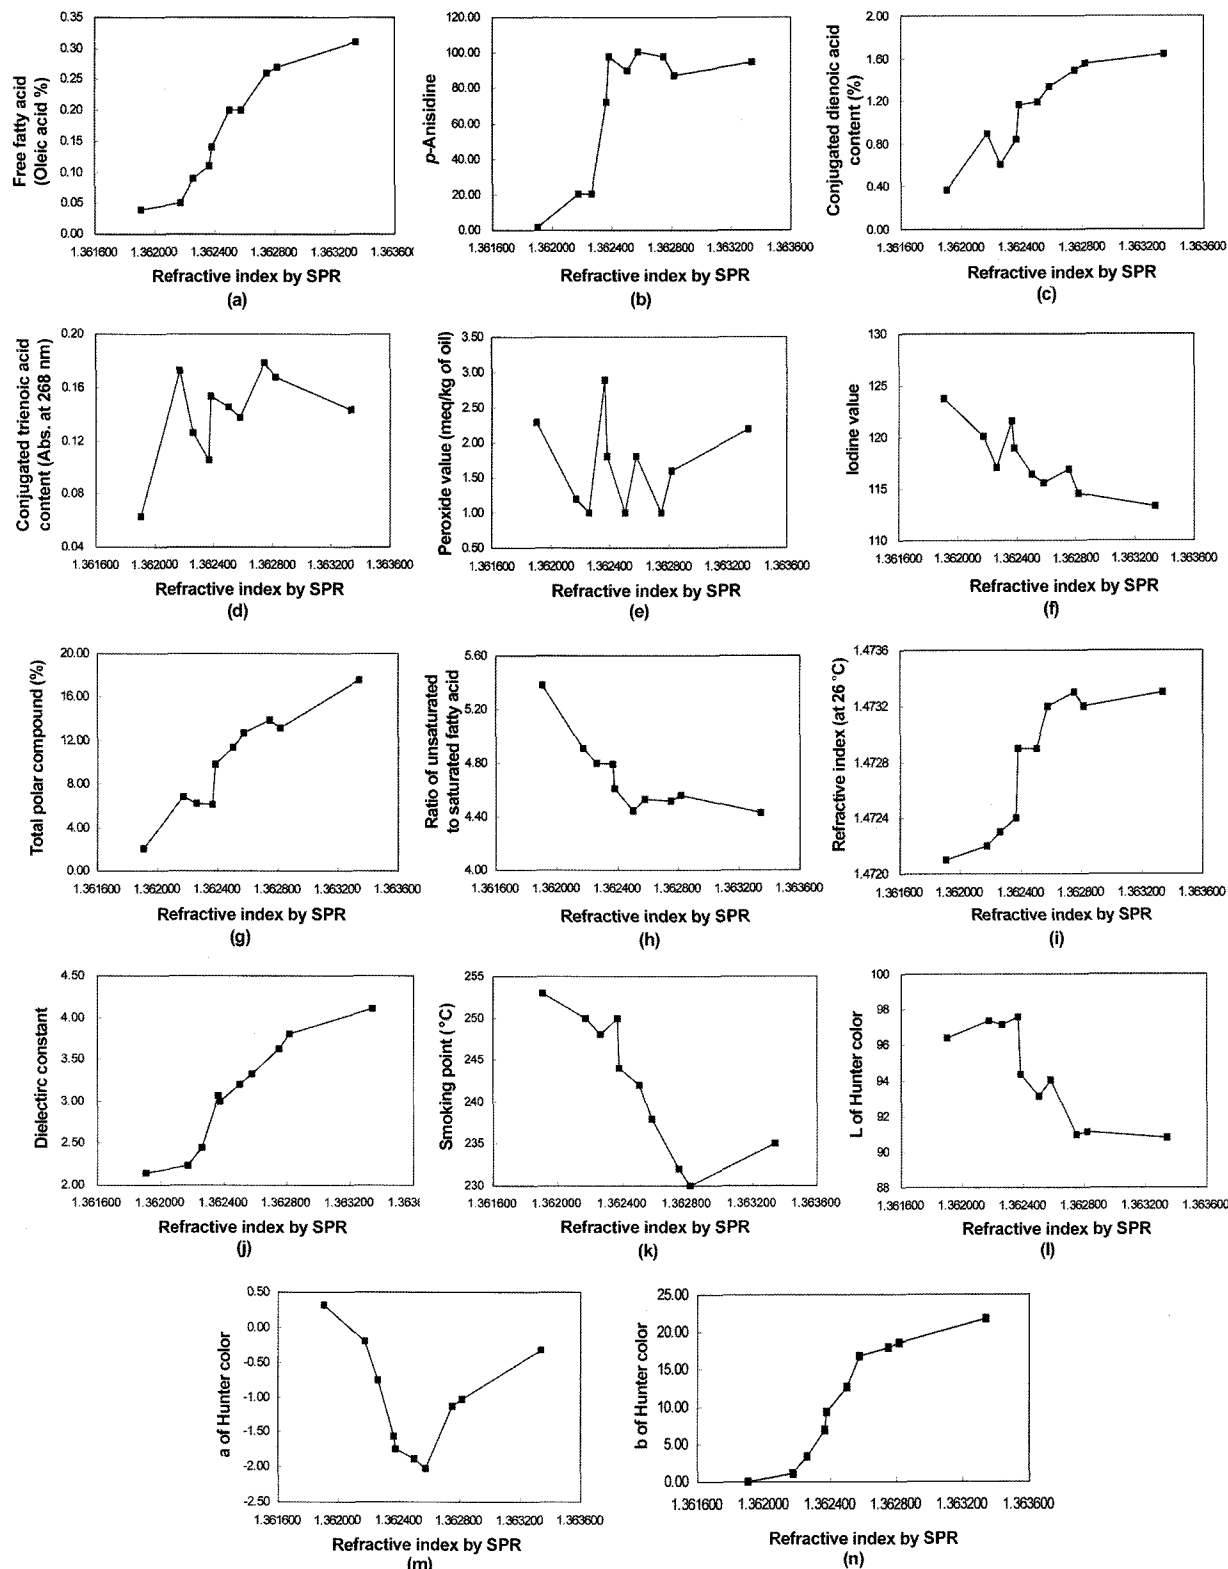 0.35
0.30
0.25
0.20
0.15
0.10
0.05
0.00
Free fatty acid
(Oleic acid %)
1.361600 1.362000 1.362400 1.362800 1.363200 1.363600
Refractive index by SPR
(a)
120.00
100.00
80.00
60.00
40.00
20.00
0.00
p-Anisidine
1.361600 1.362000 1.362400 1.362800 1.363200 1.363600
Refractive index by SPR
(b)
2.00
1.60
1.20
0.80
0.40
0.00
Conjugated dienoic acid
content (%)
1.361600 1.362000 1.362400 1.362800 1.363200 1.363600
Refractive index by SPR
(c)
0.20
0.16
0.12
0.08
0.04
Conjugated trienoic acid
content (Abs. at 268 nm)
1.361600 1.362000 1.362400 1.362800 1.363200 1.363600
Refractive index by SPR
(d)
3.50
3.00
2.50
2.00
1.50
1.00
0.50
Peroxide value (meq/kg of oil)
1.361600 1.362000 1.362400 1.362800 1.363200 1.363600
Refractive index by SPR
(e)
130
125
120
115
110
Iodine value
1.361600 1.362000 1.362400 1.362800 1.363200 1.363600
Refractive index by SPR
(f)
20.00
16.00
12.00
8.00
4.00
0.00
Total polar compound (%)
1.361600 1.362000 1.362400 1.362800 1.363200 1.363600
Refractive index by SPR
(g)
5.60
5.20
4.80
4.40
4.00
Ratio of unsaturated
to saturated fatty acid
1.361600 1.362000 1.362400 1.362800 1.363200 1.363600
Refractive index by SPR
(h)
1.4736
1.4732
1.4728
1.4724
1.4720
Refractive index (at 26 °C)
1.361600 1.362000 1.362400 1.362800 1.363200 1.363600
Refractive index by SPR
(i)
4.50
4.00
3.50
3.00
2.50
2.00
Dielectirc constant
1.361600 1.362000 1.362400 1.362800 1.363200 1.363(
Refractive index by SPR
(j)
255
250
245
240
235
230
Smoking point (°C)
1.361600 1.362000 1.362400 1.362800 1.363200 1.363600
Refractive index by SPR
(k)
100
98
96
94
92
90
88
L of Hunter color
1.361600 1.362000 1.362400 1.362800 1.363200 1.363600
Refractive index by SPR
(l)
0.50
0.00
-0.50
-1.00
-1.50
-2.00
-2.50
a of Hunter color
1.361600 1.362000 1.362400 1.362800 1.363200 1.363600
Refractive index by SPR
(m)
25.00
20.00
15.00
10.00
5.00
0.00
b of Hunter color
1.361600 1.362000 1.362400 1.362800 1.363200 1.363600
Refractive index by SPR
(n)